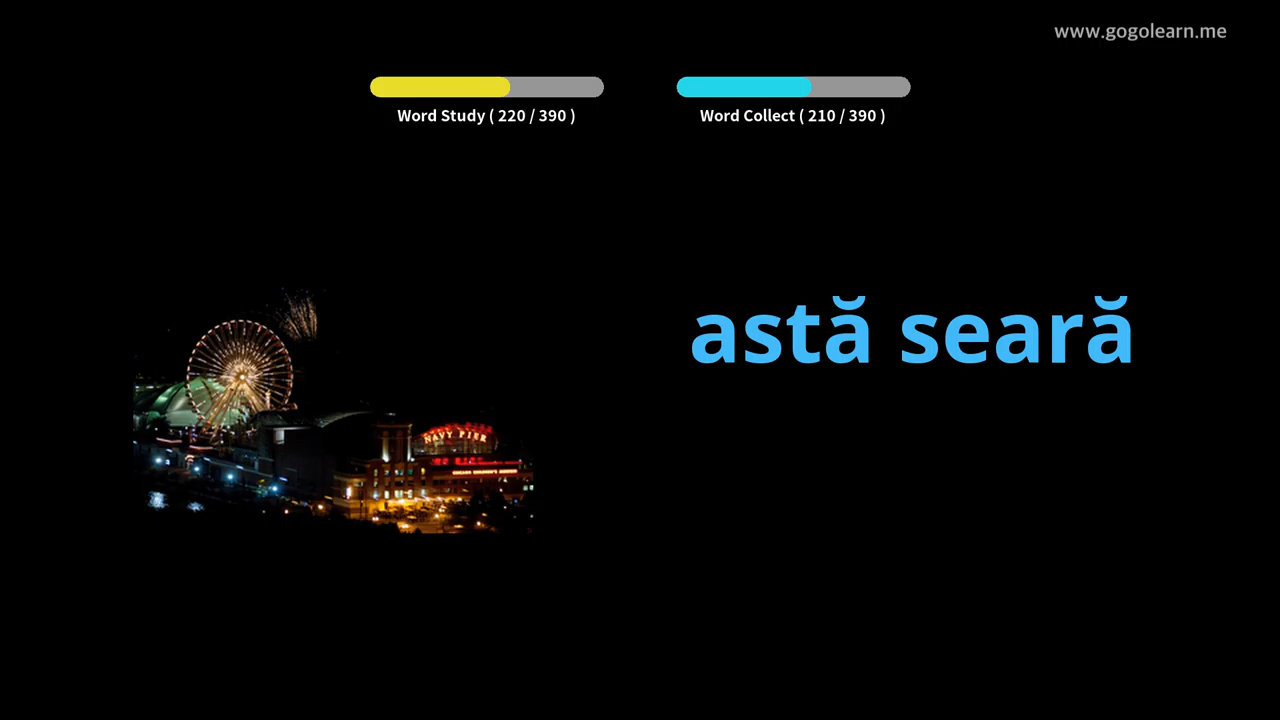 www.gogolearn.me
Word Study ( 220 / 390 )
Word Collect ( 210 / 390 )
astă seară
NAVY PIER